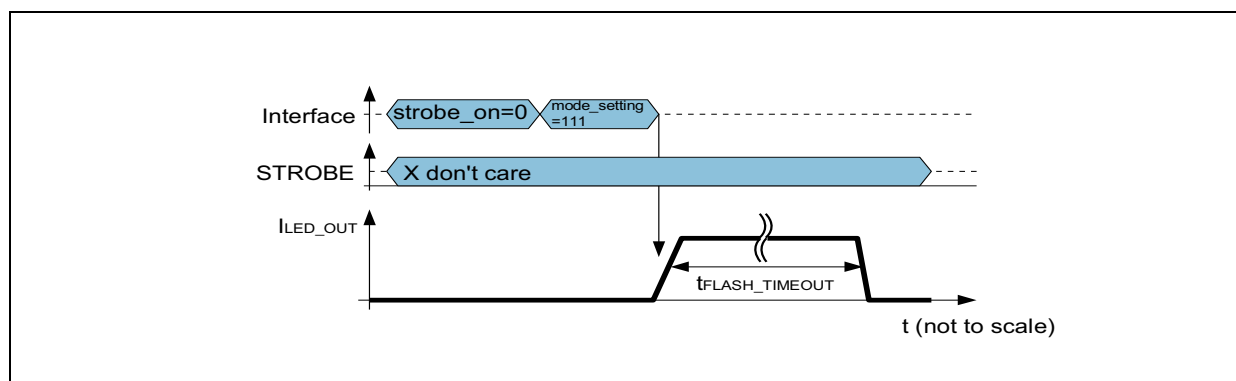 Interface
strobe_on=0
mode_setting
=111
STROBE
X don't care
ILED_OUT
tFLASH_TIMEOUT
t (not to scale)